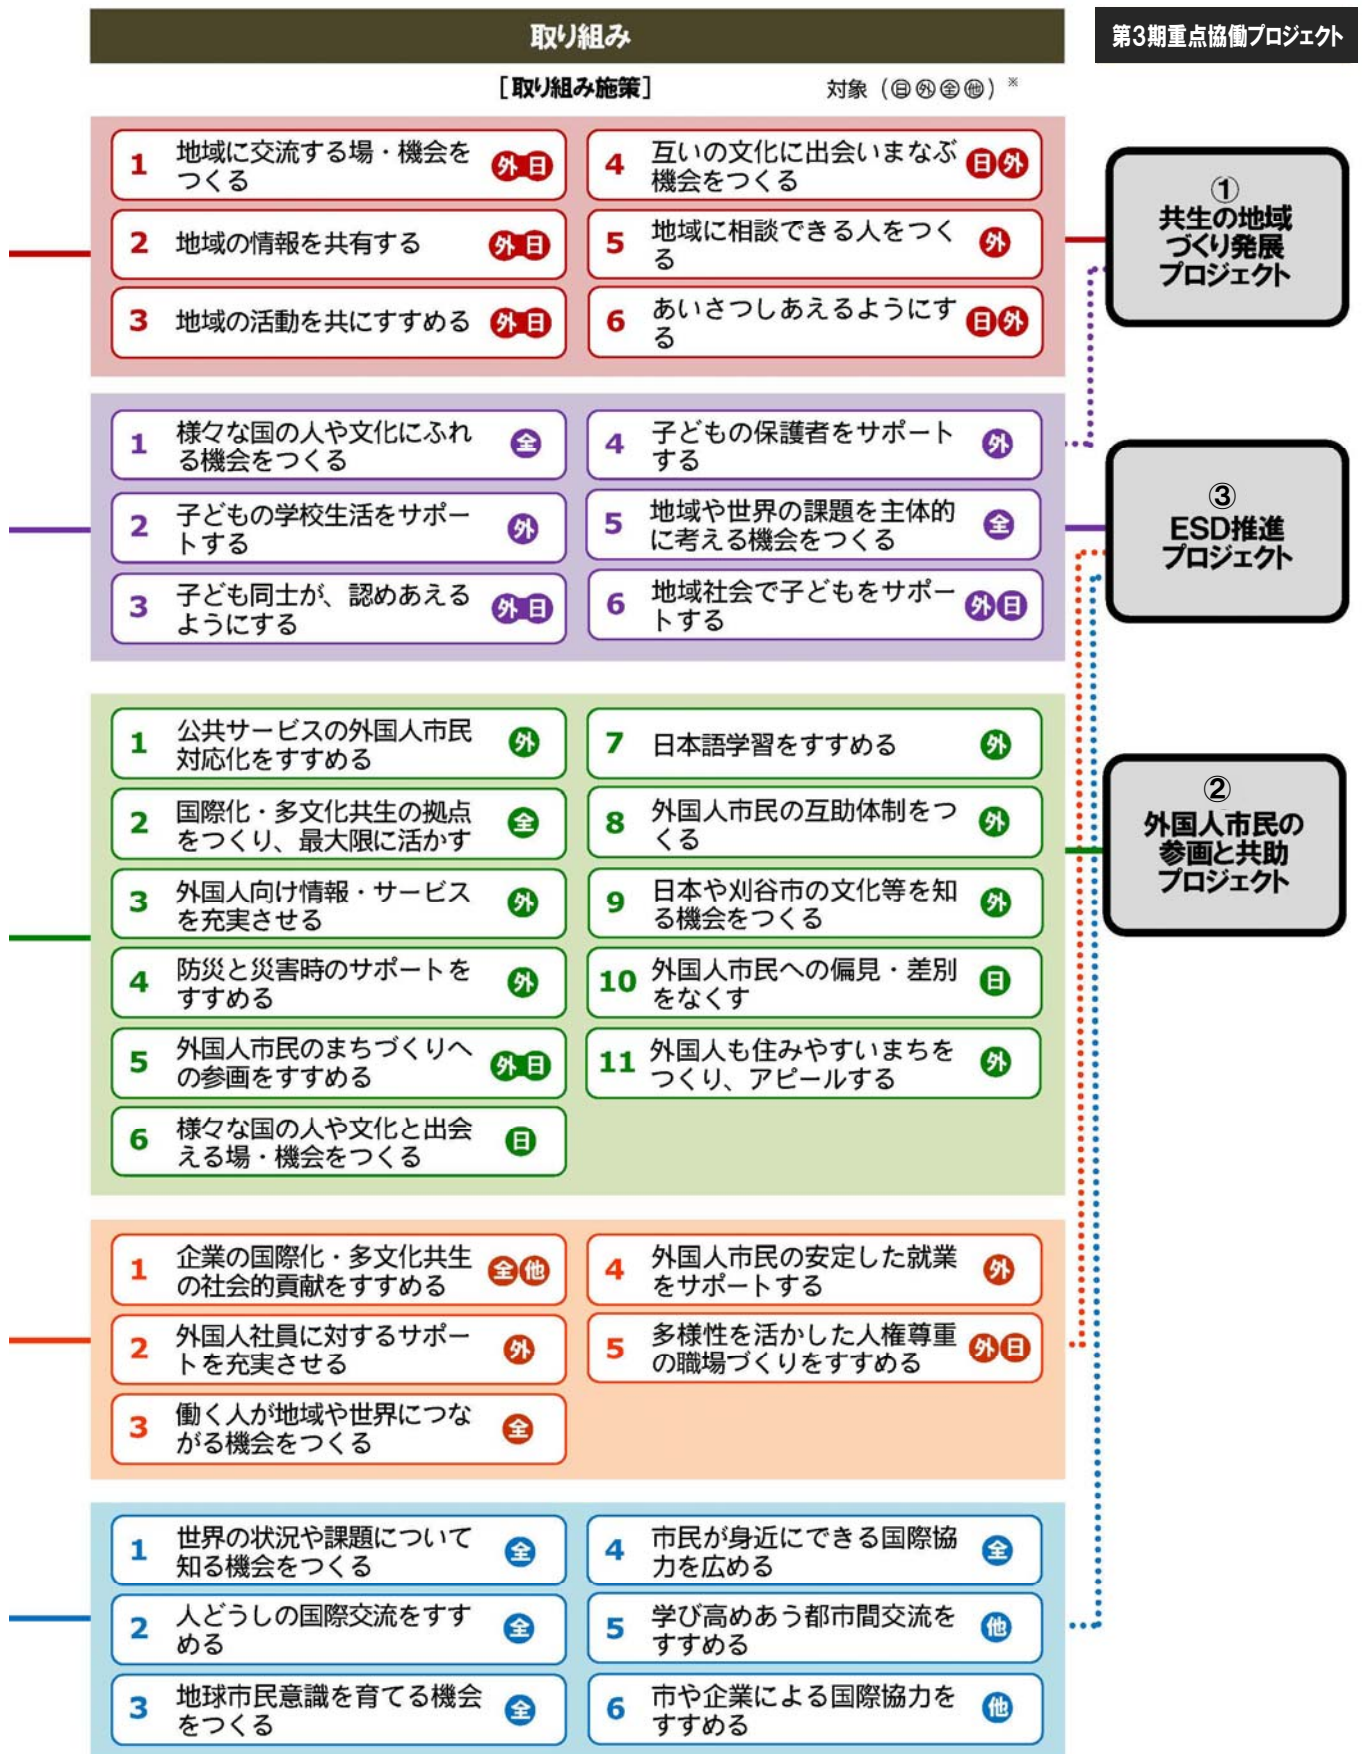 取り組み
第3期重点協働プロジェクト
［取り組み施策］
対象（日外全他）※
1 地域に交流する場・機会を
つくる
外日
2 地域の情報を共有する 外日
3 地域の活動を共にすすめる 外日
4 互いの文化に出会いまなぶ
機会をつくる
日外
5 地域に相談できる人をつく
る
外
6 あいさつしあえるようにす
る
日外
①
共生の地域
づくり発展
プロジェクト
1 様々な国の人や文化にふれ
る機会をつくる
全
2 子どもの学校生活をサポー
トする
外
3 子ども同士が、認めあえる
ようにする
外日
4 子どもの保護者をサポート
する
外
5 地域や世界の課題を主体的
に考える機会をつくる
全
6 地域社会で子どもをサポー
トする
外日
③
ESD推進
プロジェクト
1 公共サービスの外国人市民
対応化をすすめる
外
2 国際化・多文化共生の拠点
をつくり、最大限に活かす
全
3 外国人向け情報・サービス
を充実させる
外
4 防災と災害時のサポートを
すすめる
外
5 外国人市民のまちづくりへ
の参画をすすめる
外日
6 様々な国の人や文化と出会
える場・機会をつくる
日
7 日本語学習をすすめる 外
8 外国人市民の互助体制をつ
くる
外
9 日本や刈谷市の文化等を知
る機会をつくる
外
10 外国人市民への偏見・差別
をなくす
日
11 外国人も住みやすいまちを
つくり、アピールする
外
②
外国人市民の
参画と共助
プロジェクト
1 企業の国際化・多文化共生
の社会的貢献をすすめる
全他
2 外国人社員に対するサポー
トを充実させる
外
3 働く人が地域や世界につな
がる機会をつくる
全
4 外国人市民の安定した就業
をサポートする
外
5 多様性を活かした人権尊重
の職場づくりをすすめる
外日
1 世界の状況や課題について
知る機会をつくる
全
2 人どうしの国際交流をすす
める
全
3 地球市民意識を育てる機会
をつくる
全
4 市民が身近にできる国際協
力を広める
全
5 学び高めあう都市間交流を
すすめる
他
6 市や企業による国際協力を
すすめる
他